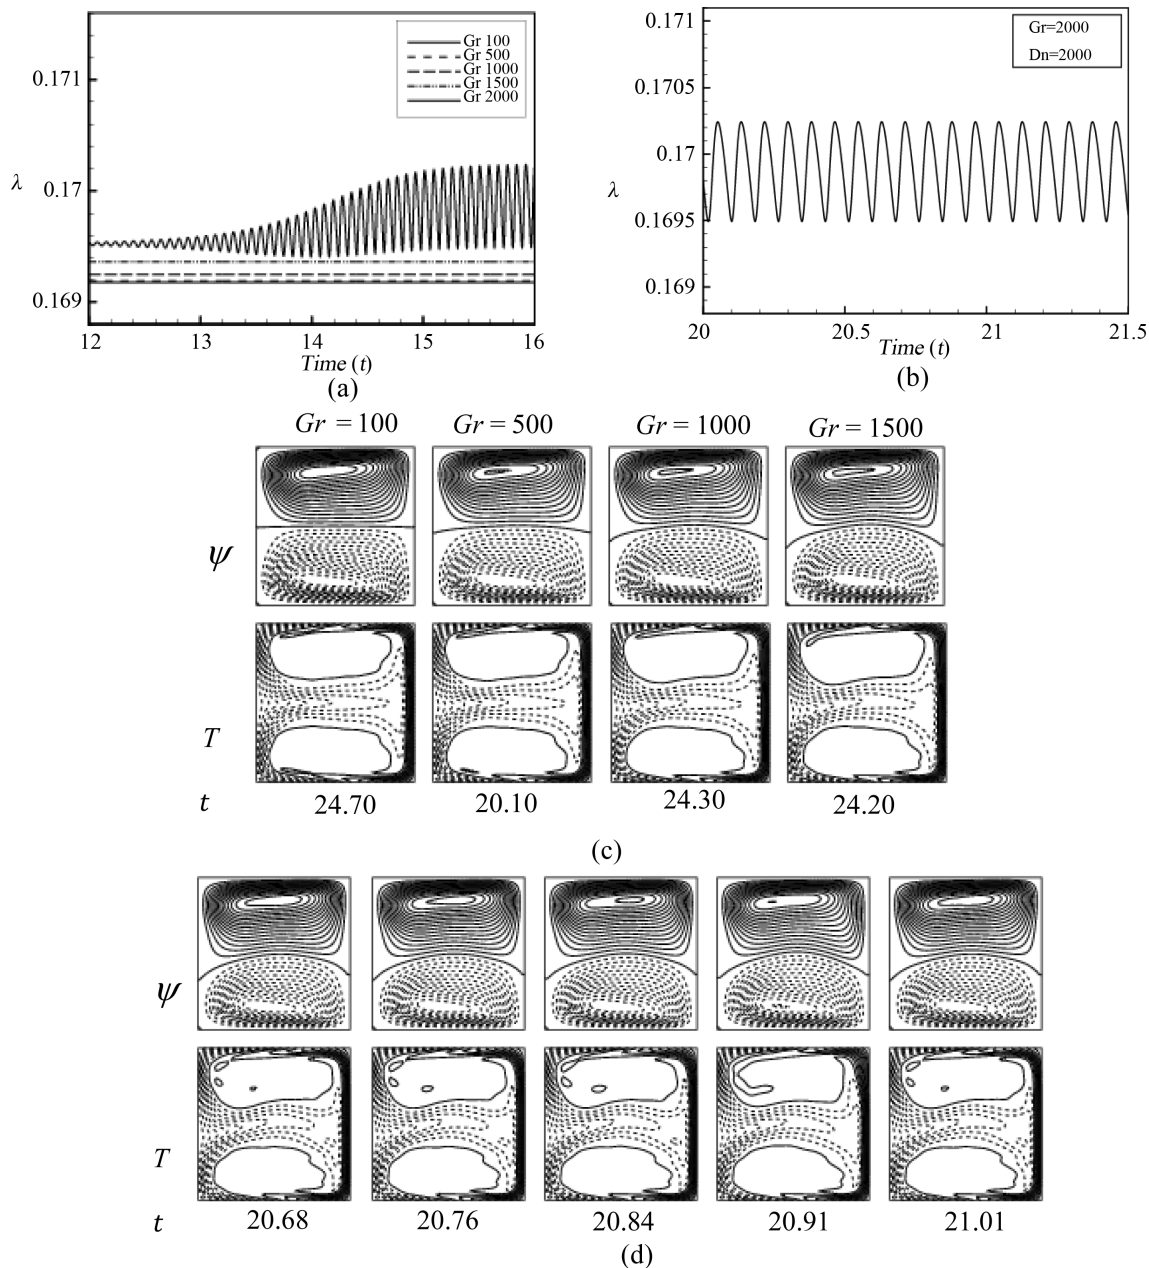 0.171
0.17
0.169
λ
Gr 100
Gr 500
Gr 1000
Gr 1500
Gr 2000
12 13 14 15 16
Time (t)
(a)
0.171
0.1705
0.17
0.1695
0.169
λ
Gr=2000
Dn=2000
20 20.5 21 21.5
Time (t)
(b)
Gr = 100 Gr = 500 Gr = 1000 Gr = 1500
ψ
T
t 24.70 20.10 24.30 24.20
(c)
ψ
T
t 20.68 20.76 20.84 20.91 21.01
(d)